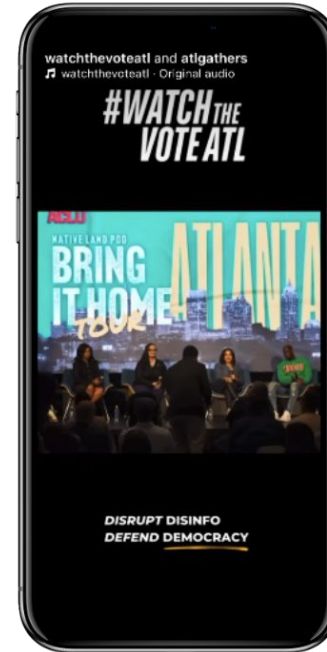 watchthevoteatl and atlgathers
watchthevoteatl · Original audio
#WATCH THE
VOTE ATL
ACLU
NATIVE LAND POD
BRING
IT HOME
TOUR
ATLANTA
DISRUPT DISINFO
DEFEND DEMOCRACY